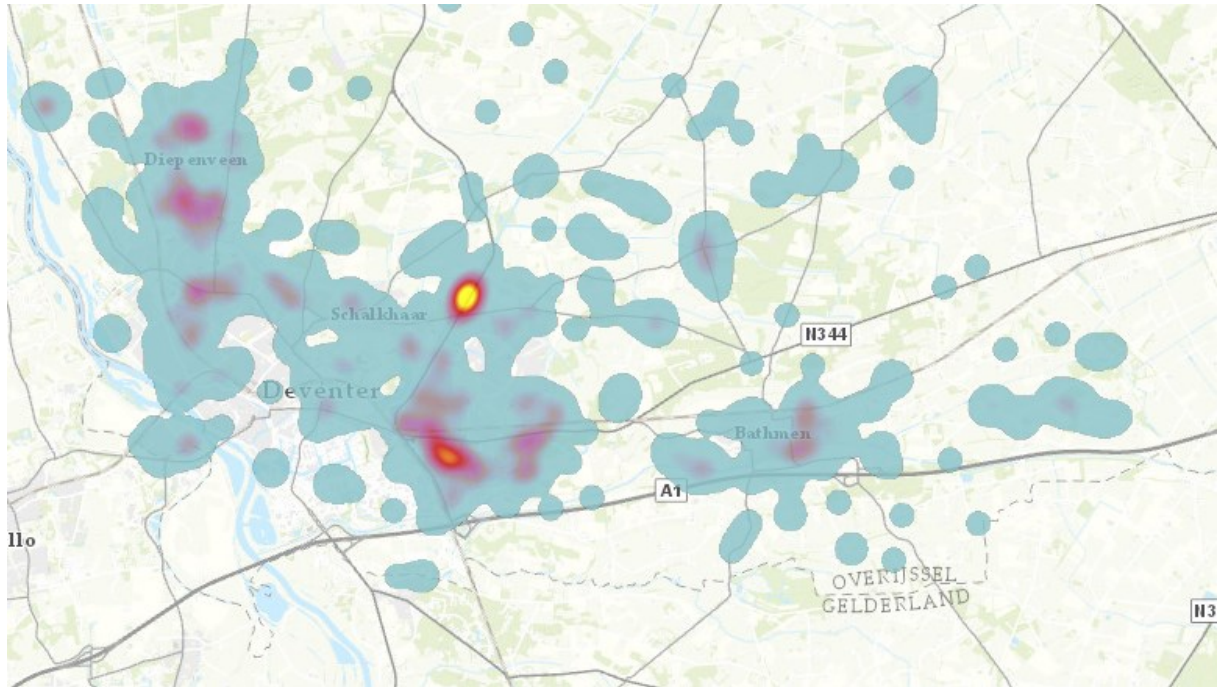 Diepenveen
Schalkhaar
N344
Deventer
Bathmen
A1
llo
OVERIJSSEL
GELDERLAND
N3